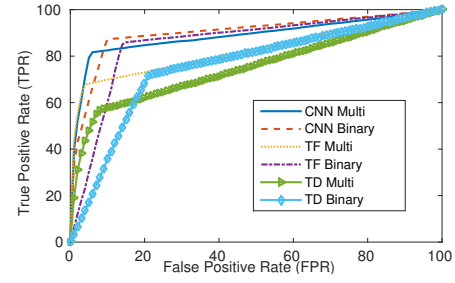 100
80
60
40
20
0
True Positive Rate (TPR)
CNN Multi
CNN Binary
TF Multi
TF Binary
TD Multi
TD Binary
0 20 40 60 80 100
False Positive Rate (FPR)